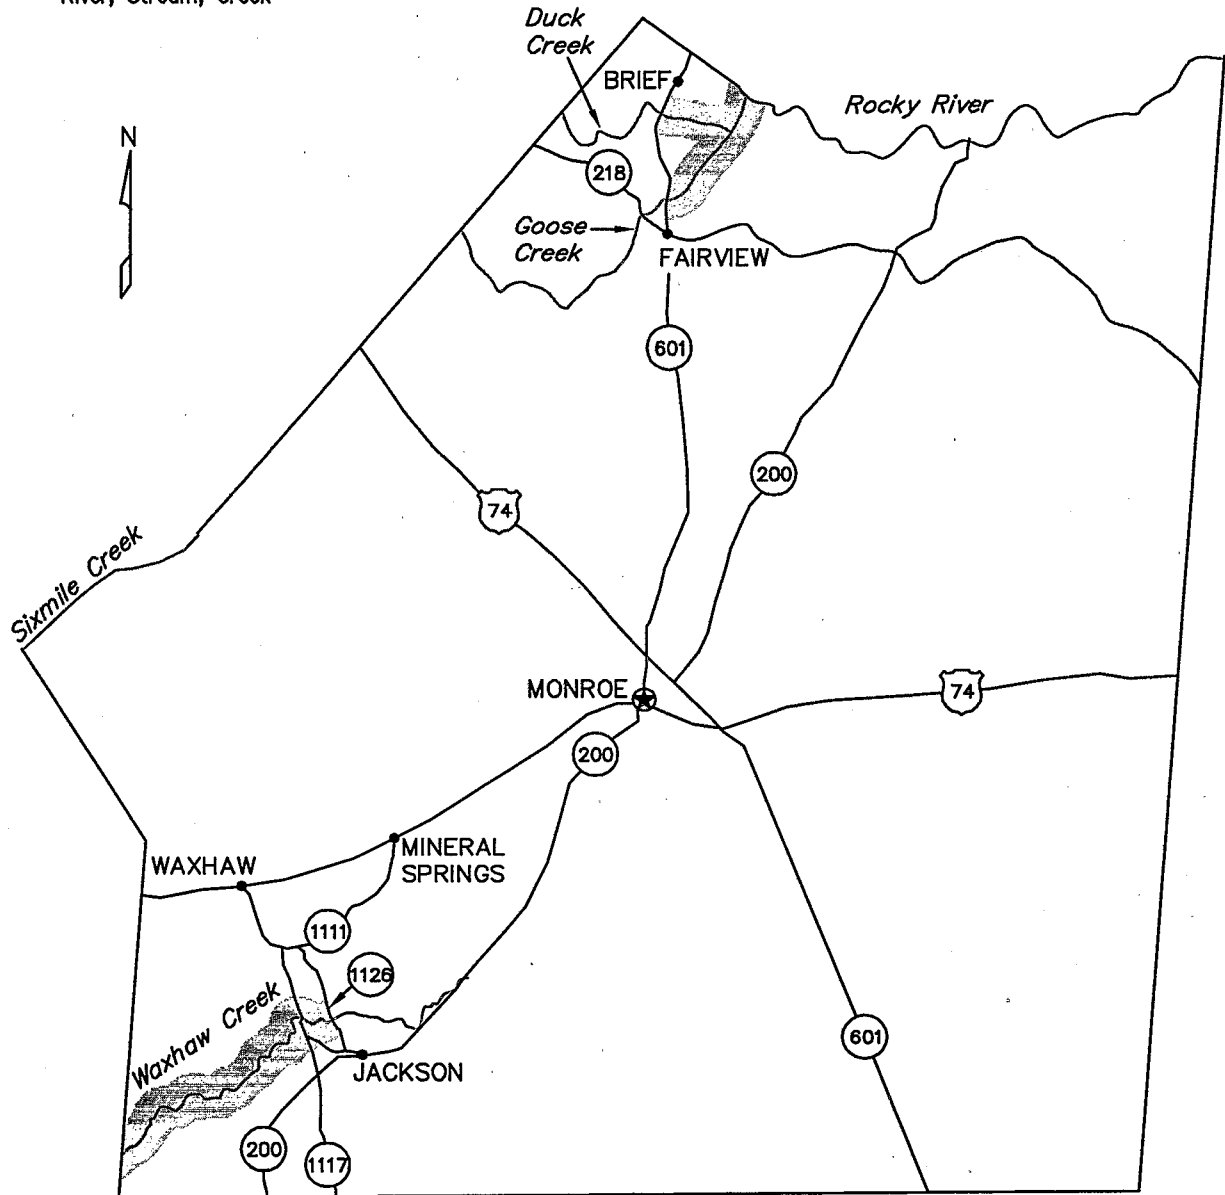 River, Stream, Creek
Duck
Creek
BRIEF
Rocky River
N
218
Goose
Creek
FAIRVIEW
601
200
74
Sixmile Creek
MONROE
74
200
WAXHAW
MINERAL
SPRINGS
1111
1126
Waxhaw Creek
601
JACKSON
200
1117